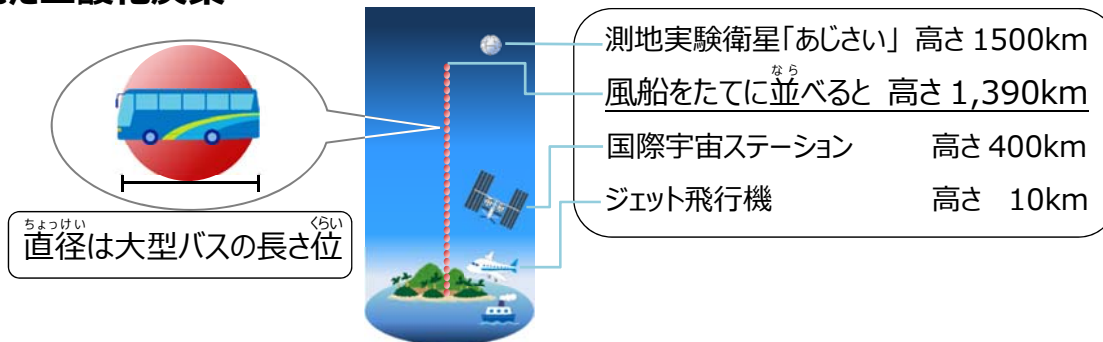 測地実験衛星「あじさい」 高さ 1500km
なら
風船をたてに並べると 高さ 1,390km
国際宇宙ステーション 高さ 400km
ジェット飛行機 高さ 10km
ちょっけい くらい
直径は大型バスの長さ位